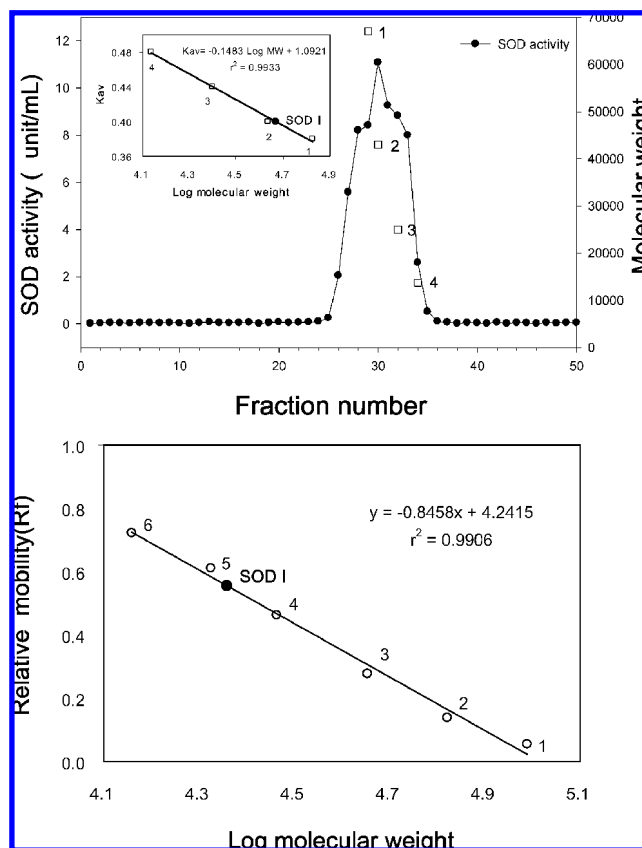 12
10
8
6
4
2
0
SOD activity ( unit/mL)
70000
60000
50000
40000
30000
20000
10000
0
Molecular weight
0 10 20 30 40 50
Fraction number
SOD activity
1
2
3
4
0.48
0.44
0.40
0.36
Kav
4.1 4.3 4.5 4.7 4.9
Log molecular weight
Kav= -0.1483 Log MW + 1.0921
r² = 0.9933
4
3
SOD I
2
1
1.0
0.8
0.6
0.4
0.2
0.0
Relative mobility(Rf)
y = -0.8458x + 4.2415
r² = 0.9906
6
5
SOD I
4
3
2
1
4.1 4.3 4.5 4.7 4.9 5.1
Log molecular weight